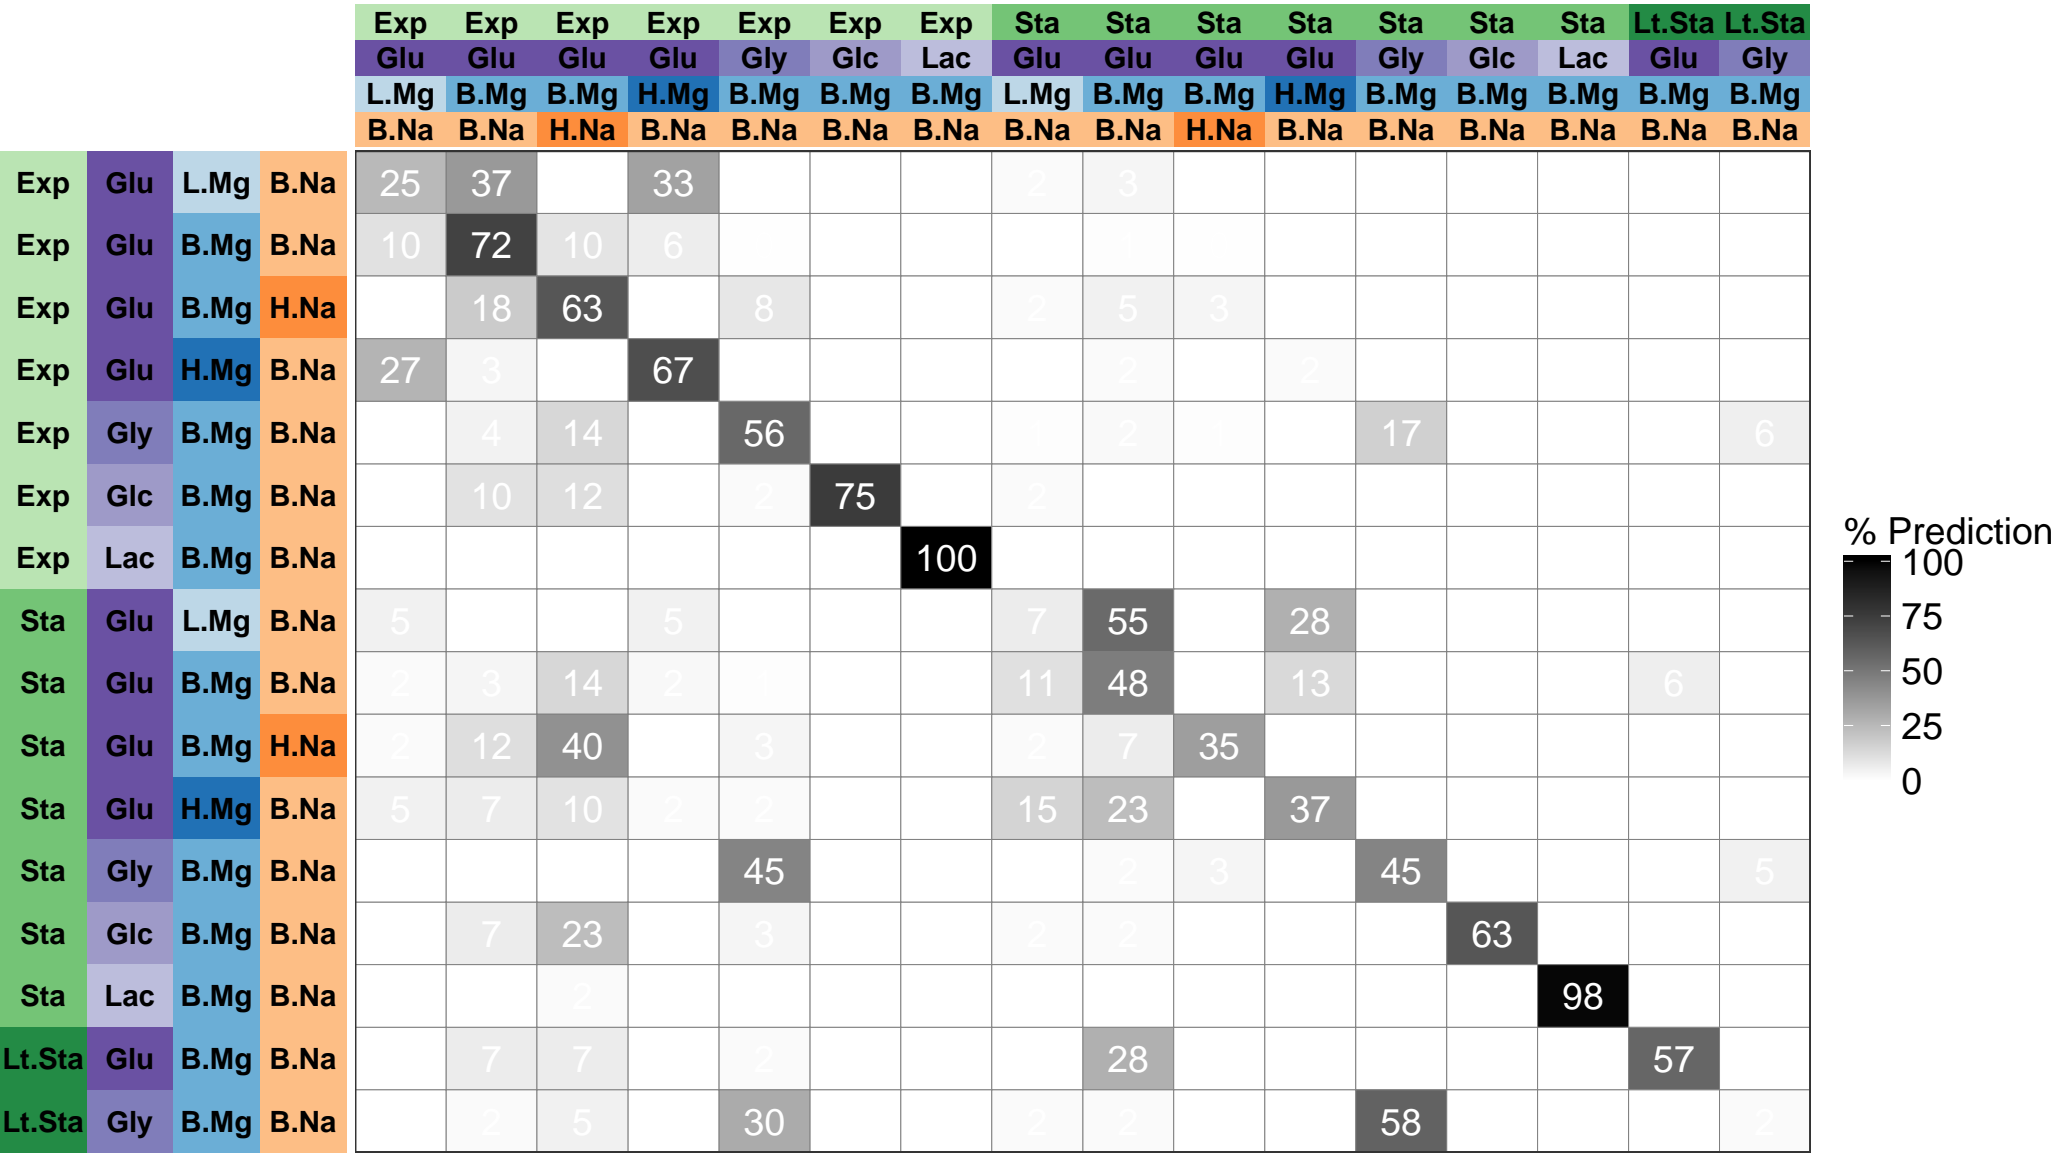 Exp Exp Exp Exp Exp Exp Exp Sta Sta Sta Sta Sta Sta Sta Lt.Sta Lt.Sta
Glu Glu Glu Glu Gly Glc Lac Glu Glu Glu Glu Gly Glc Lac Glu Gly
L.Mg B.Mg B.Mg H.Mg B.Mg B.Mg B.Mg L.Mg B.Mg B.Mg H.Mg B.Mg B.Mg B.Mg B.Mg B.Mg
B.Na B.Na H.Na B.Na B.Na B.Na B.Na B.Na B.Na H.Na B.Na B.Na B.Na B.Na B.Na B.Na
Exp Glu L.Mg B.Na 25 37 33 2 3
Exp Glu B.Mg B.Na 10 72 10 6 1
Exp Glu B.Mg H.Na 18 63 8 2 5 3
Exp Glu H.Mg B.Na 27 3 67 2 2
Exp Gly B.Mg B.Na 4 14 56 1 2 1 17 6
Exp Glc B.Mg B.Na 10 12 2 75 2
Exp Lac B.Mg B.Na 100
Sta Glu L.Mg B.Na 5 5 7 55 28
Sta Glu B.Mg B.Na 2 3 14 2 1 11 48 13 6
Sta Glu B.Mg H.Na 2 12 40 3 2 7 35
Sta Glu H.Mg B.Na 5 7 10 2 2 15 23 37
Sta Gly B.Mg B.Na 45 2 3 45 5
Sta Glc B.Mg B.Na 7 23 3 2 2 63
Sta Lac B.Mg B.Na 2 98
Lt.Sta Glu B.Mg B.Na 7 7 2 28 57
Lt.Sta Gly B.Mg B.Na 2 5 30 2 2 58 2
% Prediction
100
75
50
25
0